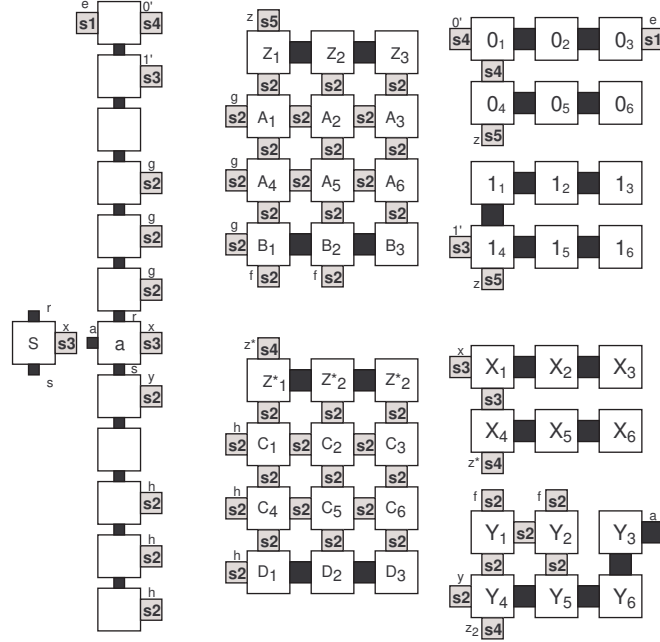 e 0'
s1 s4
1'
s3
g
s2
g
s2
g
s2
r r
x a x
S s3 a s3
s s
y
s2
h
s2
h
s2
h
s2
z s5
Z1 Z2 Z3
s2 s2 s2
g
s2 A1 s2 A2 s2 A3
s2 s2 s2
g
s2 A4 s2 A5 s2 A6
s2 s2 s2
g
s2 B1 B2 B3
f s2 f s2
z* s4
Z*1 Z*2 Z*2
s2 s2 s2
h
s2 C1 s2 C2 s2 C3
s2 s2 s2
h
s2 C4 s2 C5 s2 C6
s2 s2 s2
h
s2 D1 D2 D3
0' e
s4 01 02 03 s1
s4
04 05 06
z s5
11 12 13
1'
s3 14 15 16
z s5
x
s3 X1 X2 X3
s3
X4 X5 X6
z* s4
f s2 f s2
a
Y1 s2 Y2 Y3
s2 s2
y
s2 Y4 Y5 Y6
z2 s4